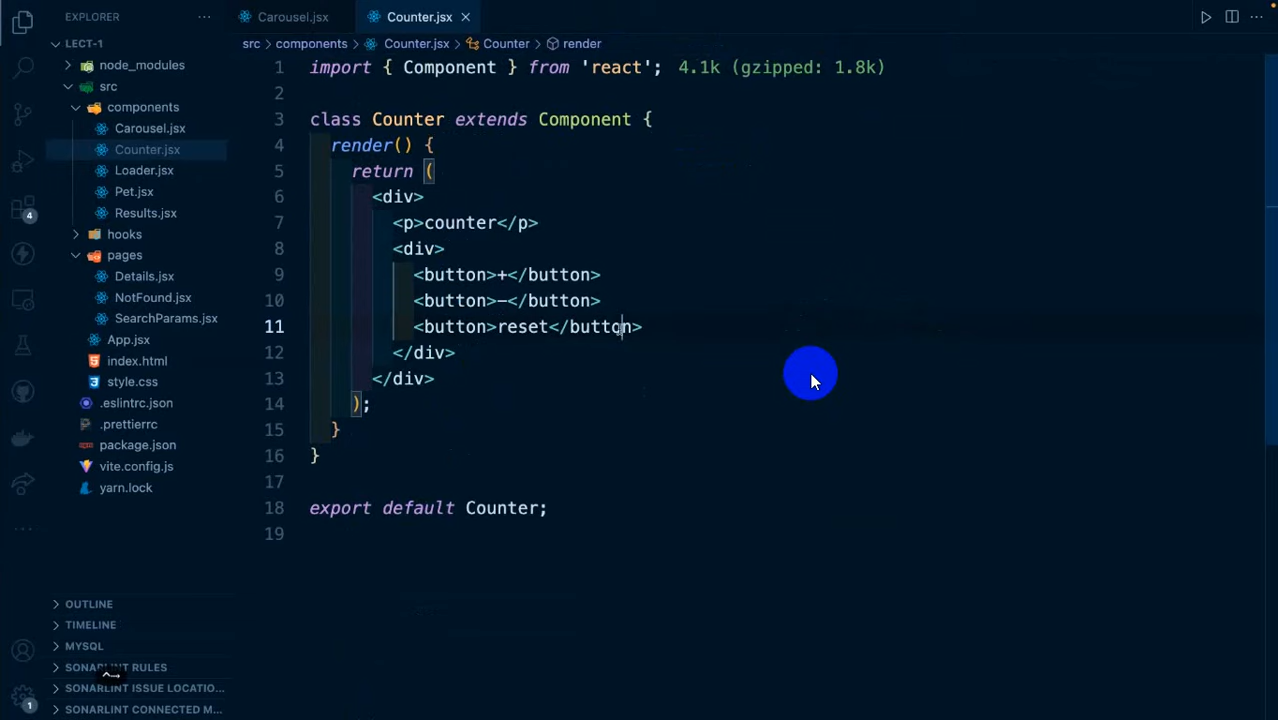 EXPLORER
Carousel.jsx
Counter.jsx
src
components
Counter.jsx
Counter
render
LECT-1
node_modules
src
components
Carousel.jsx
Counter.jsx
Loader.jsx
Pet.jsx
Results.jsx
hooks
pages
Details.jsx
NotFound.jsx
SearchParams.jsx
App.jsx
index.html
style.css
.eslintrc.json
.prettierrc
package.json
vite.config.js
yarn.lock
OUTLINE
TIMELINE
MYSQL
SONARLINT RULES
SONARLINT ISSUE LOCATIO...
SONARLINT CONNECTED M...
4
1
1 import { Component } from 'react'; 4.1k (gzipped: 1.8k)
2
3 class Counter extends Component {
4 render() {
5 return (
6 <div>
7 <p>counter</p>
8 <div>
9 <button>+</button>
10 <button>-</button>
11 <button>reset</button>
12 </div>
13 </div>
14 );
15 }
16 }
17
18 export default Counter;
19